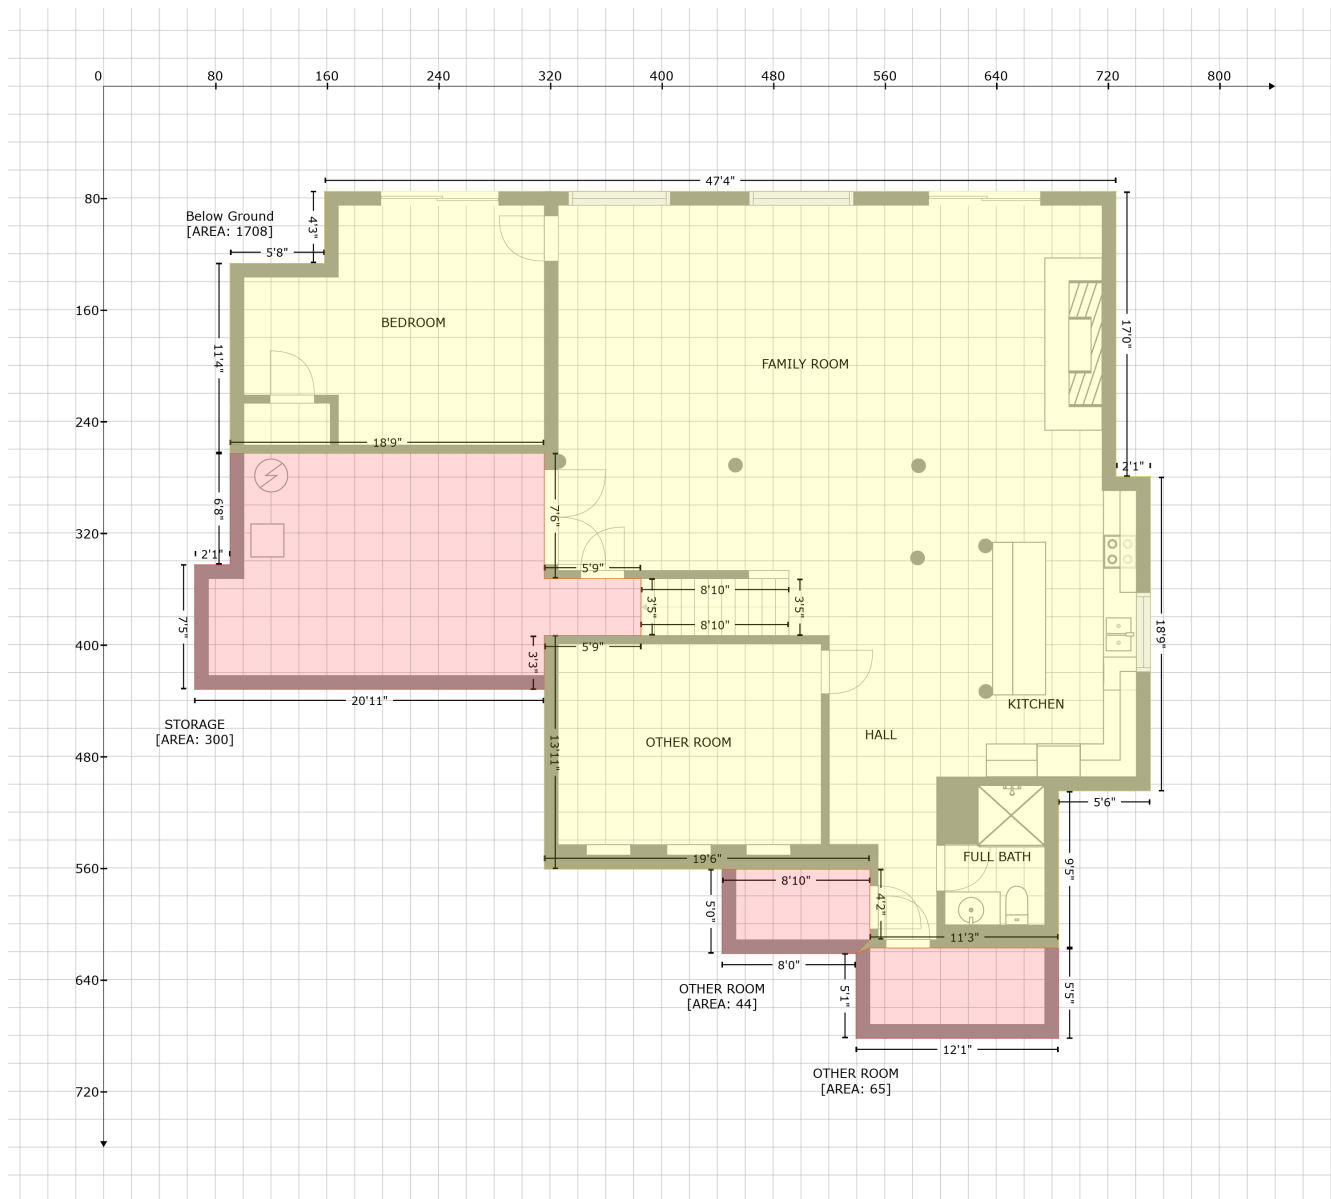 0 80 160 240 320 400 480 560 640 720 800
47'4"
80
Below Ground
[AREA: 1708]
4'3"
5'8"
160
BEDROOM
17'0"
11'4"
FAMILY ROOM
240
18'9"
2'1"
6'8"
7'6"
320
2'1"
5'9"
8'10"
3'5"
3'5"
8'10"
7'5"
400
5'9"
3'3"
18'9"
20'11"
KITCHEN
STORAGE
[AREA: 300]
HALL
OTHER ROOM
13'11"
480
5'6"
19'6"
FULL BATH
560
9'5"
8'10"
4'2"
5'0"
11'3"
8'0"
640
OTHER ROOM
[AREA: 44]
5'1"
5'5"
12'1"
OTHER ROOM
[AREA: 65]
720